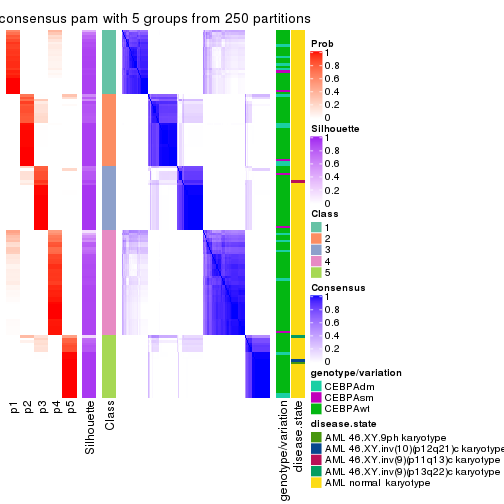 consensus pam with 5 groups from 250 partitions
Prob
1
0.8
0.6
0.4
0.2
0
Silhouette
1
0.8
0.6
0.4
0.2
0
Class
1
2
3
4
5
Consensus
1
0.8
0.6
0.4
0.2
0
genotype/variation
CEBPAdm
CEBPAsm
CEBPAwt
disease.state
AML 46.XY.9ph karyotype
AML 46.XY.inv(10)(p12q21)c karyotype
AML 46.XY.inv(9)(p11q13)c karyotype
AML 46.XY.inv(9)(p13q22)c karyotype
AML normal karyotype
p1
p2
p3
p4
p5
Silhouette
Class
genotype/variation
disease.state